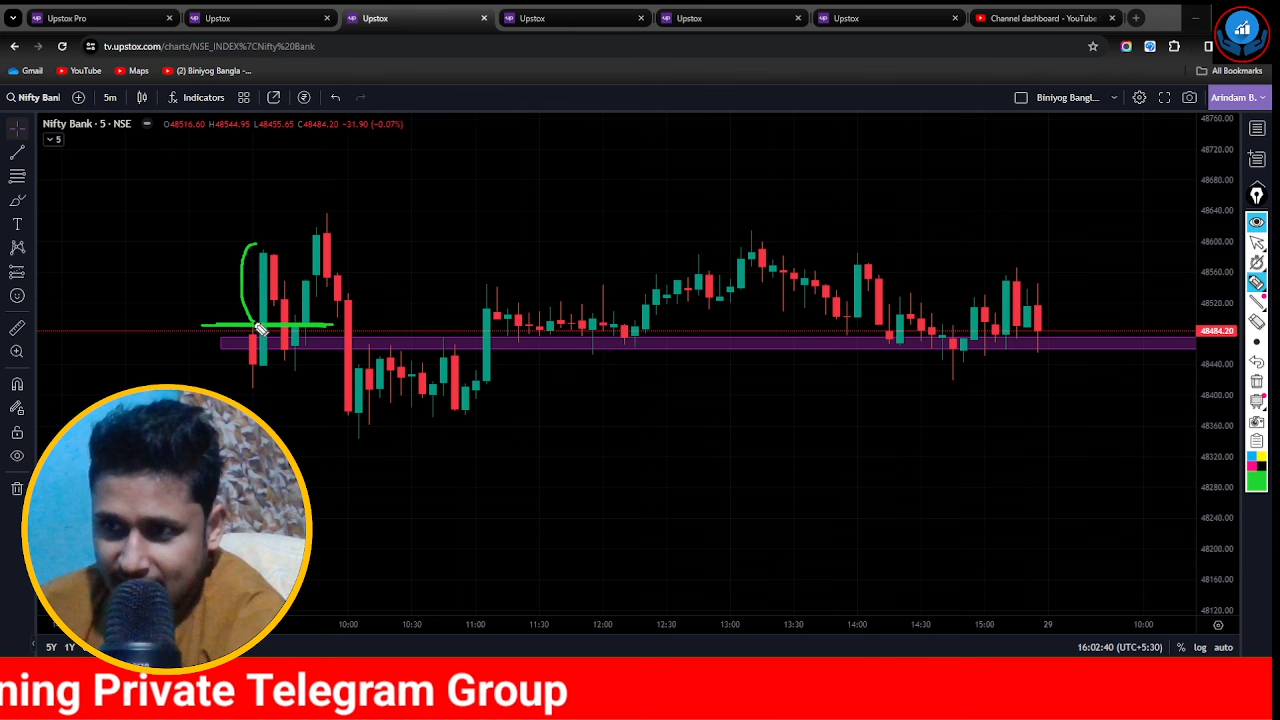 Upstox Pro
Upstox
Upstox
Upstox
Upstox
Upstox
Channel dashboard - YouTube
tv.upstox.com/charts/NSE_INDEX%7CNifty%20Bank
Gmail
YouTube
Maps
(2) Biniyog Bangla -...
All Bookmarks
Nifty Banl
5m
Indicators
Biniyog Bangl...
Arindam B.
Nifty Bank · 5 · NSE
O48516.60 H48544.95 L48455.65 C48484.20 -31.90 (-0.07%)
5
48760.00
48720.00
48680.00
48640.00
48600.00
48560.00
48520.00
48484.20
48440.00
48400.00
48360.00
48320.00
48280.00
48240.00
48200.00
48160.00
48120.00
10:00
10:30
11:00
11:30
12:00
12:30
13:00
13:30
14:00
14:30
15:00
29
10:00
5Y
1Y
16:02:40 (UTC+5:30)
%
log
auto
ning Private Telegram Group